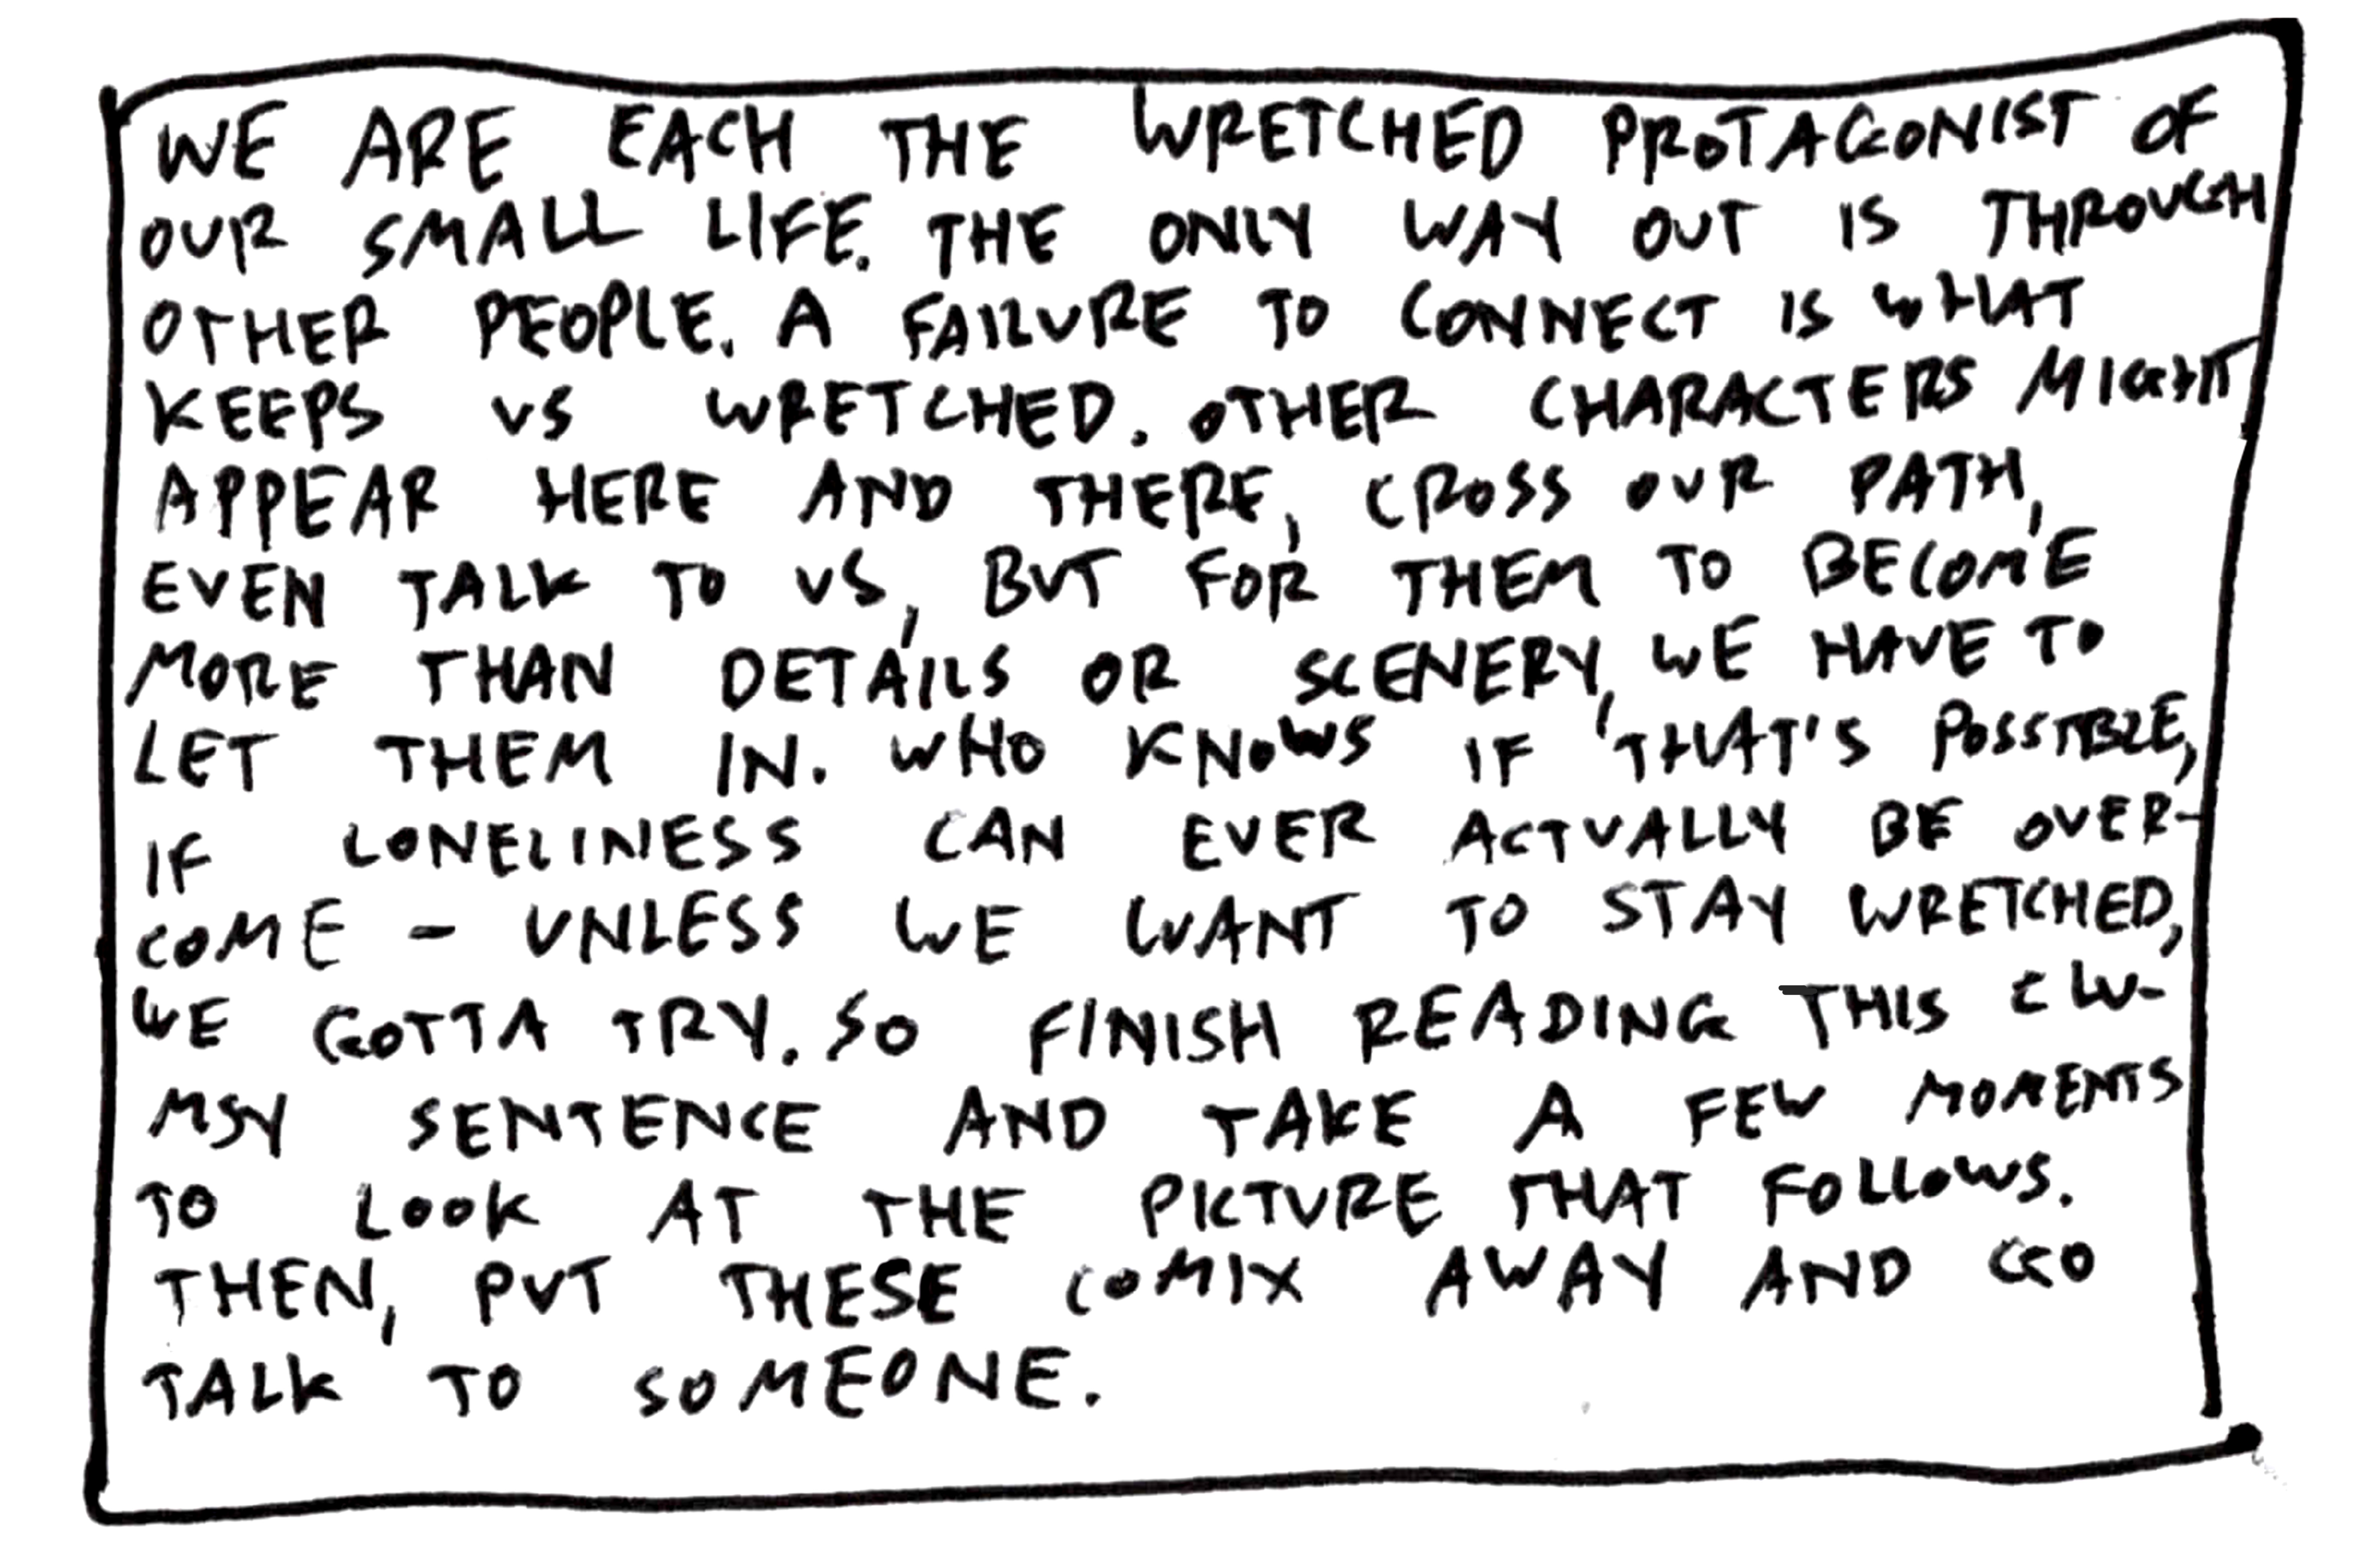 WE ARE EACH THE WRETCHED PROTAGONIST OF
OUR SMALL LIFE. THE ONLY WAY OUT IS THROUGH
OTHER PEOPLE. A FAILURE TO CONNECT IS WHAT
KEEPS US WRETCHED. OTHER CHARACTERS MIGHT
APPEAR HERE AND THERE, CROSS OUR PATH,
EVEN TALK TO US, BUT FOR THEM TO BECOME
MORE THAN DETAILS OR SCENERY, WE HAVE TO
LET THEM IN. WHO KNOWS IF THAT'S POSSIBLE,
IF LONELINESS CAN EVER ACTUALLY BE OVER-
COME - UNLESS WE WANT TO STAY WRETCHED,
WE GOTTA TRY. SO FINISH READING THIS CLU-
MSY SENTENCE AND TAKE A FEW MOMENTS
TO LOOK AT THE PICTURE THAT FOLLOWS.
THEN, PUT THESE COMIX AWAY AND GO
TALK TO SOMEONE.